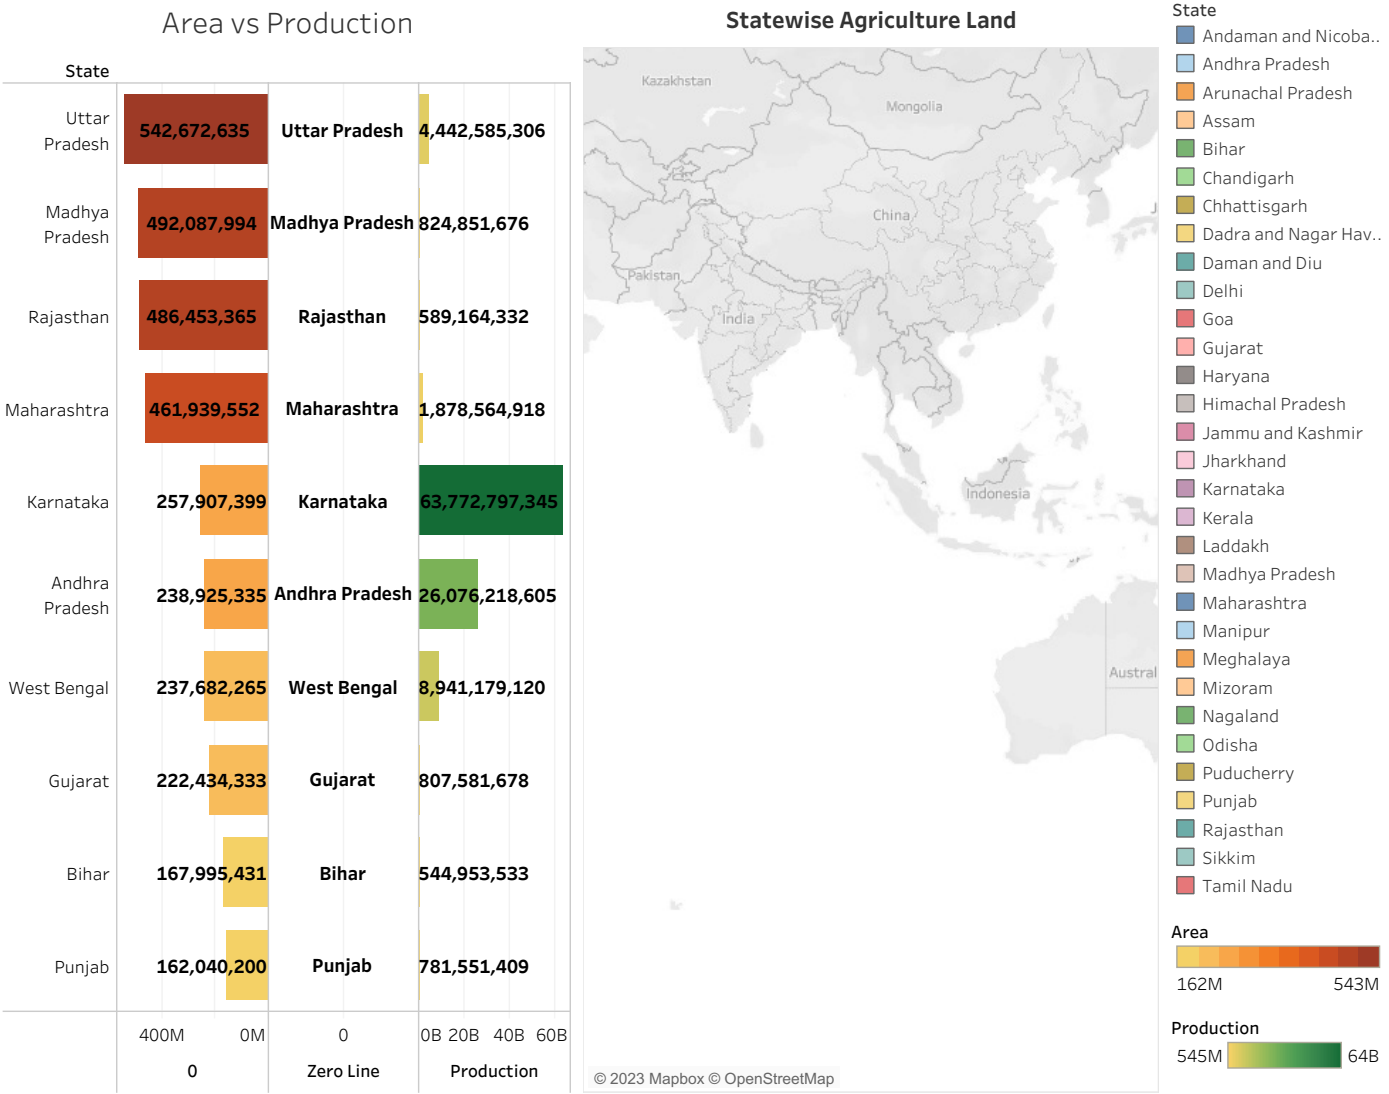 Area vs Production
State
Uttar
Pradesh
542,672,635
Uttar Pradesh
4,442,585,306
Madhya
Pradesh
492,087,994
Madhya Pradesh
824,851,676
Rajasthan
486,453,365
Rajasthan
589,164,332
Maharashtra
461,939,552
Maharashtra
1,878,564,918
Karnataka
257,907,399
Karnataka
63,772,797,345
Andhra
Pradesh
238,925,335
Andhra Pradesh
26,076,218,605
West Bengal
237,682,265
West Bengal
8,941,179,120
Gujarat
222,434,333
Gujarat
807,581,678
Bihar
167,995,431
Bihar
544,953,533
Punjab
162,040,200
Punjab
781,551,409
400M 0M 0 0B 20B 40B 60B
0 Zero Line Production
Statewise Agriculture Land
Kazakhstan
Mongolia
China
J
Pakistan
India
Indonesia
Austral
© 2023 Mapbox © OpenStreetMap
State
Andaman and Nicoba..
Andhra Pradesh
Arunachal Pradesh
Assam
Bihar
Chandigarh
Chhattisgarh
Dadra and Nagar Hav..
Daman and Diu
Delhi
Goa
Gujarat
Haryana
Himachal Pradesh
Jammu and Kashmir
Jharkhand
Karnataka
Kerala
Laddakh
Madhya Pradesh
Maharashtra
Manipur
Meghalaya
Mizoram
Nagaland
Odisha
Puducherry
Punjab
Rajasthan
Sikkim
Tamil Nadu
Area
162M 543M
Production
545M 64B